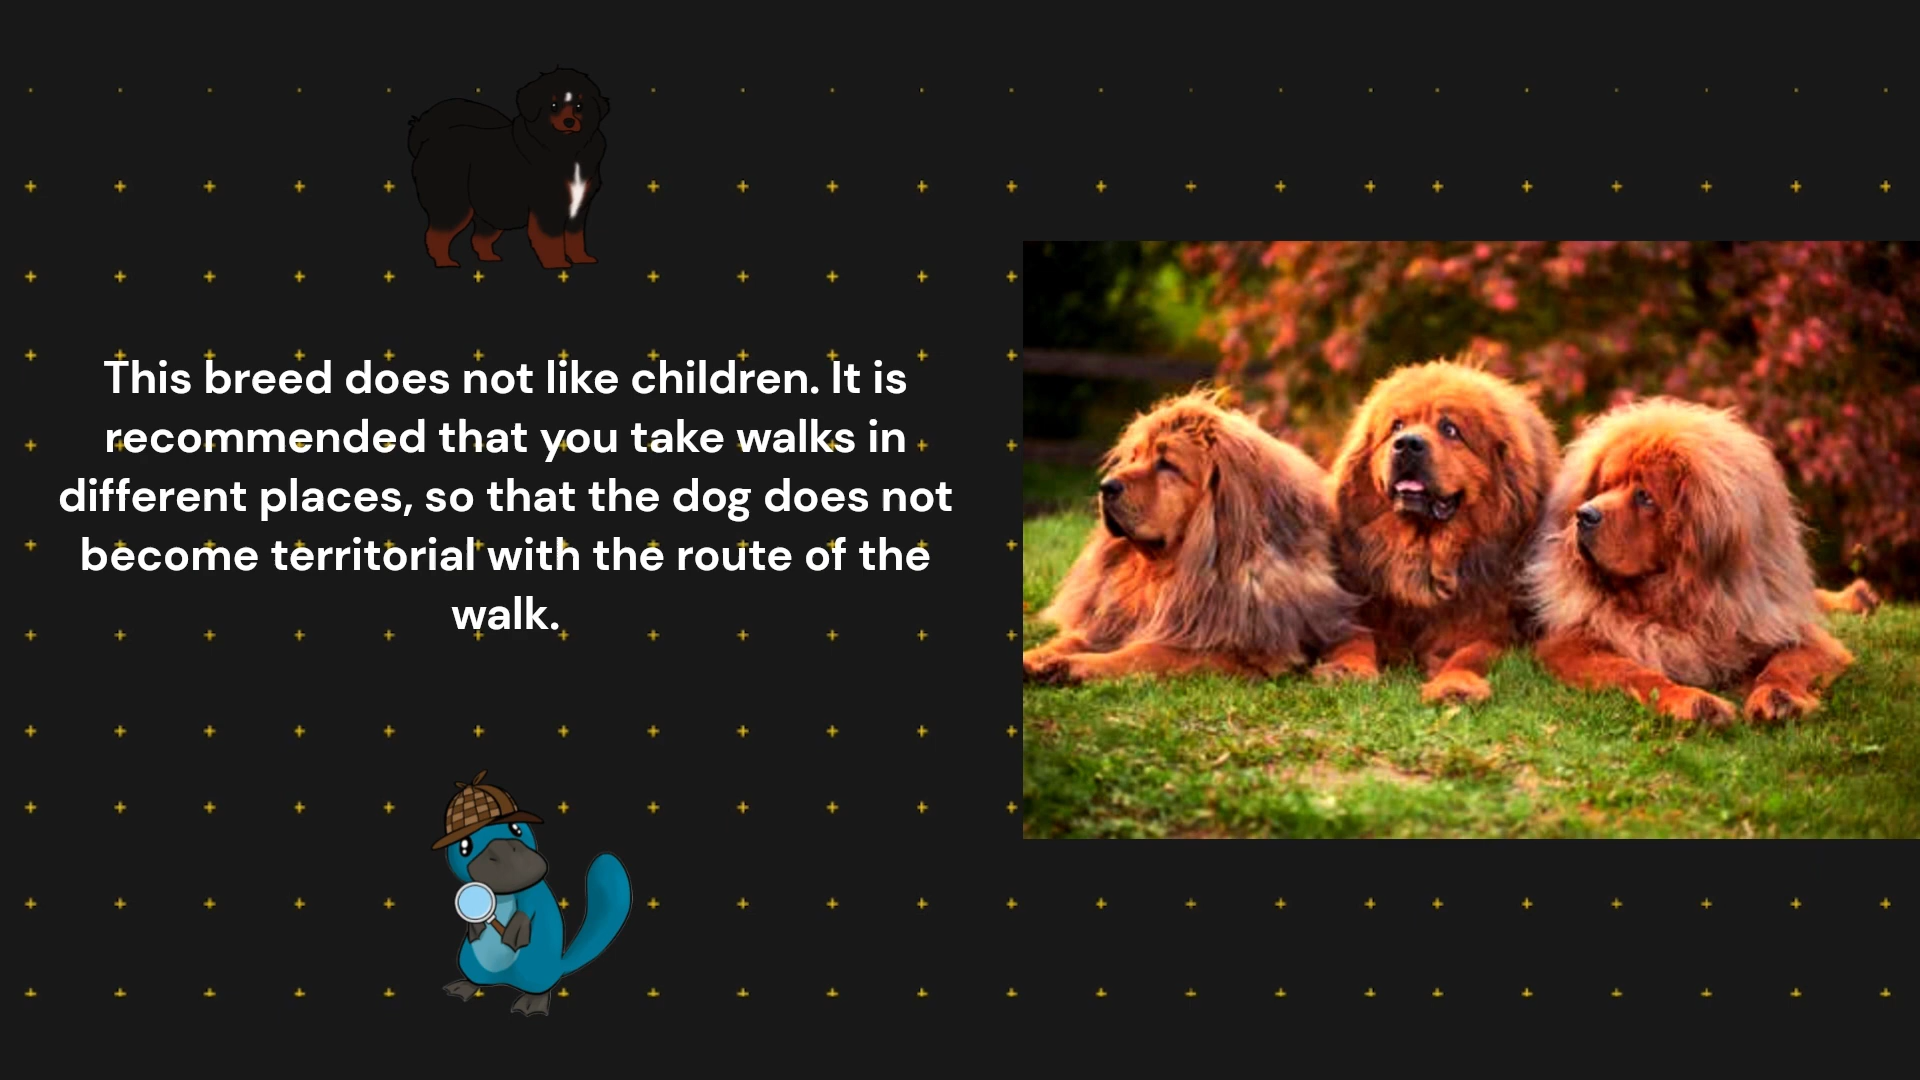 This breed does not like children. It is
recommended that you take walks in
different places, so that the dog does not
become territorial with the route of the
walk.